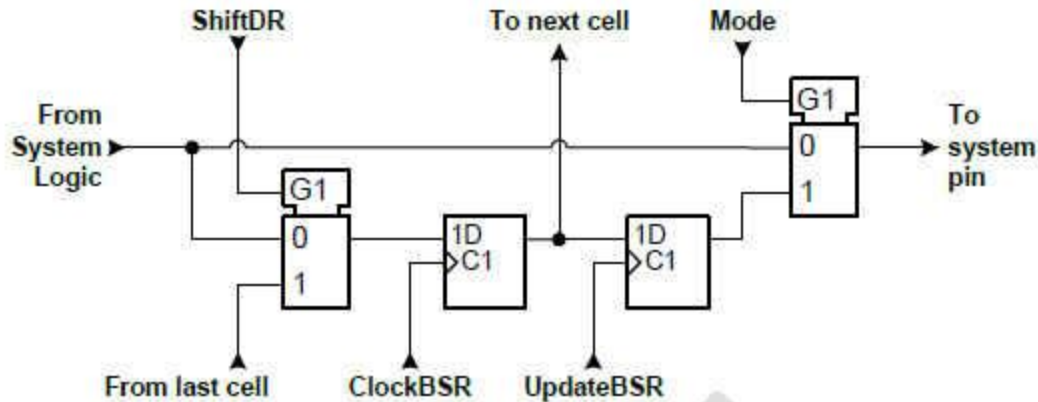 ShiftDR
To next cell
Mode
G1
From
System
Logic
0
1
To
system
pin
G1
0
1
1D
C1
1D
C1
From last cell
ClockBSR
UpdateBSR